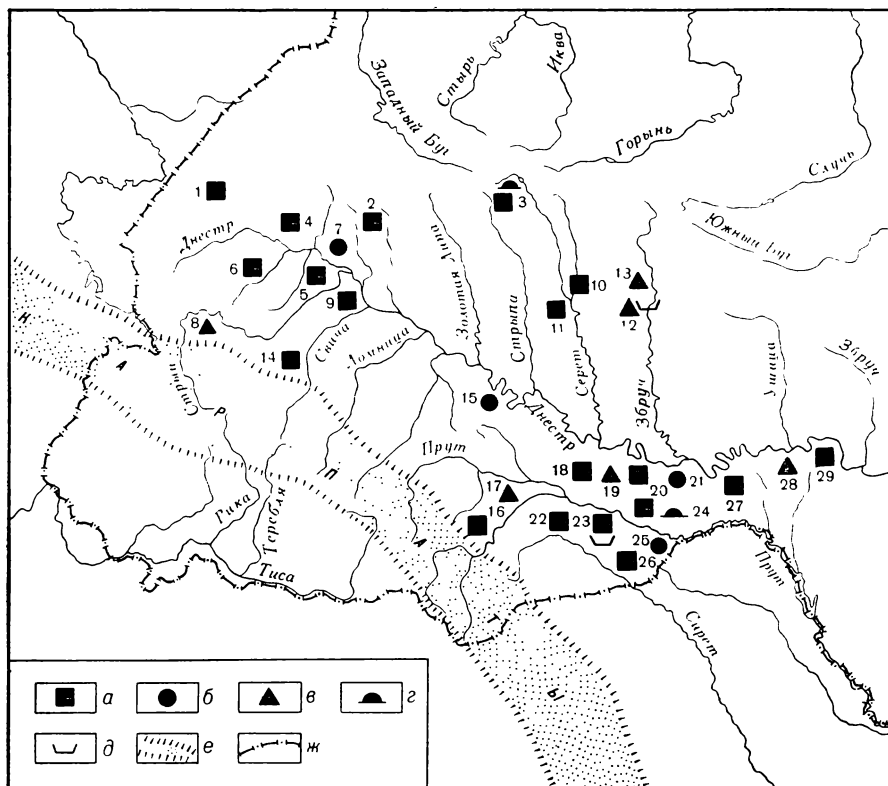 Западный Буг
Стырь
Иква
Горынь
Случь
Южный Буг
1
2
3
4
Днестр
7
6
5
9
8
Золотая Липа
Стрыпа
10
11
Серет
13
12
Збруч
Ушица
Збруч
Свича
Ломница
14
Стрый
К
А
Р
П
А
Т
Ы
15
Днестр
Прут
17
16
18
19
20
21
27
28
29
22
23
24
25
26
Рика
Теребля
Тиса
Прут
Сирет
а
б
в
г
д
е
ж